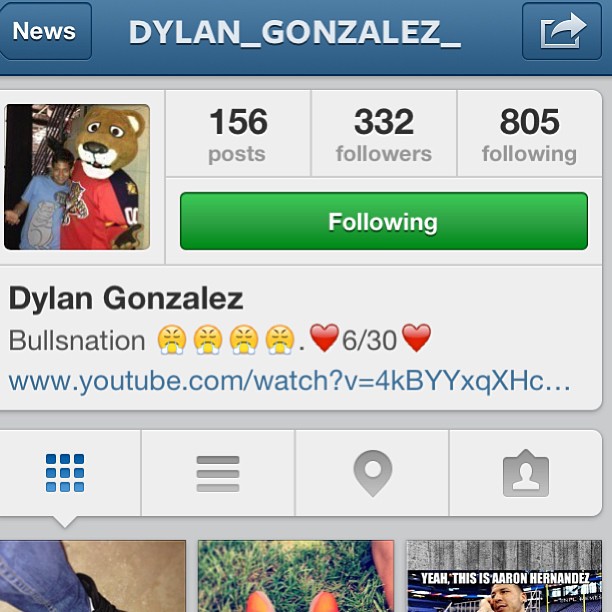 News
DYLAN_GONZALEZ_
156
posts
332
followers
805
following
00
Following
Dylan Gonzalez
Bullsnation 😤😤😤😤.❤️6/30❤️
www.youtube.com/watch?v=4kBYYxqXHc…
YEAH, THIS IS AARON HERNANDEZ